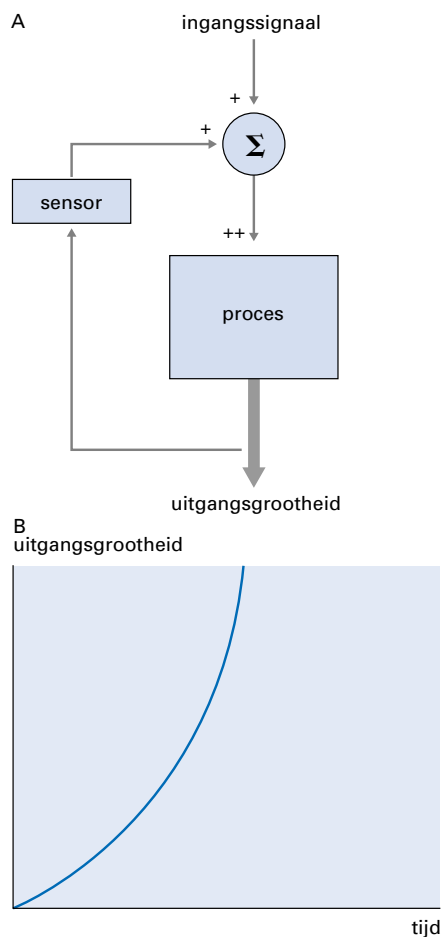 A
ingangssignaal
+
+
Σ
sensor
++
proces
uitgangsgrootheid
B
uitgangsgrootheid
tijd